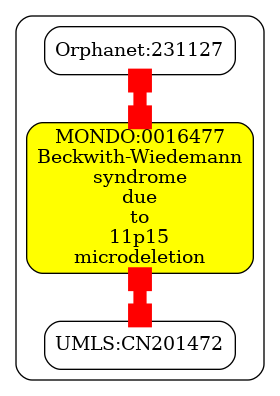 Orphanet:231127
MONDO:0016477
Beckwith-Wiedemann
syndrome
due
to
11p15
microdeletion
UMLS:CN201472